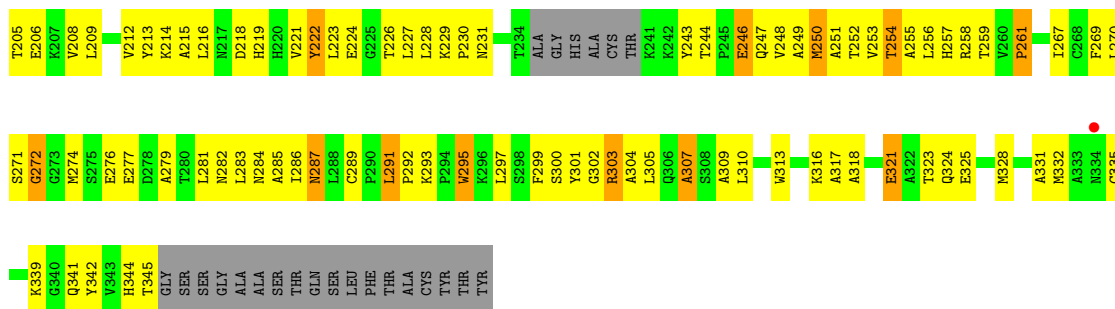 T205 E206 K207 V208 L209 V212 Y213 K214 A215 L216 N217 D218 H219 H220 V221 Y222 L223 E224 G225 T226 L227 L228 K229 P230 N231 T234 ALA GLY HIS ALA CYS THR K241 K242 Y243 T244 P245 E246 Q247 V248 A249 M250 A251 T252 V253 T254 A255 L256 H257 R258 T259 V260 P261 I267 C268 F269 L270
S271 G272 G273 M274 S275 E276 E277 D278 A279 T280 L281 N282 L283 N284 A285 I286 N287 L288 C289 P290 L291 P292 K293 P294 W295 K296 L297 S298 F299 S300 Y301 G302 R303 A304 L305 Q306 A307 S308 A309 L310 W313 K316 A317 A318 E321 A322 T323 Q324 E325 M328 A331 M332 A333 N334 C335
K339 G340 Q341 Y342 V343 H344 T345 GLY SER SER GLY ALA ALA SER THR GLN SER LEU PHE THR ALA CYS TYR THR TYR